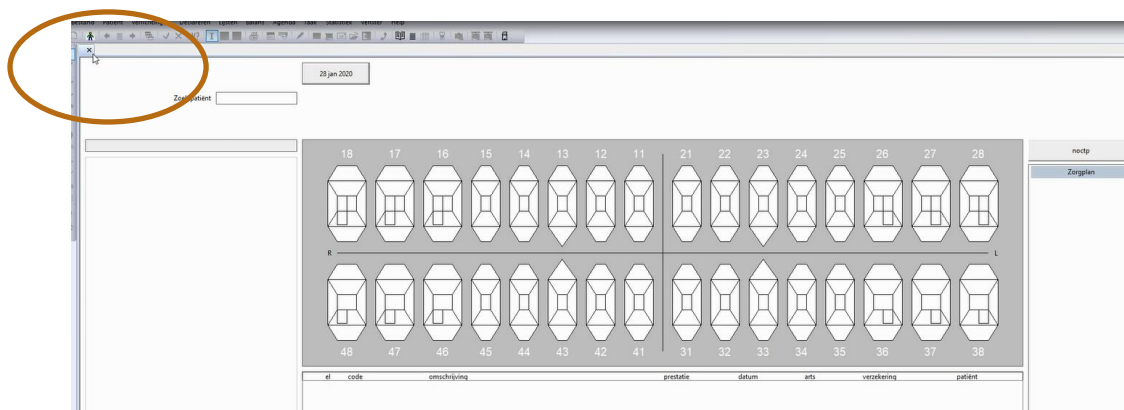 Patiënt Verrichting Declareren Lijsten Balans Agenda Taak Statistiek Venster Help
28 jan 2020
Zoek patiënt
noctp
Zorgplan
18 17 16 15 14 13 12 11 21 22 23 24 25 26 27 28
R L
48 47 46 45 44 43 42 41 31 32 33 34 35 36 37 38
el code omschrijving prestatie datum arts verzekering patiënt